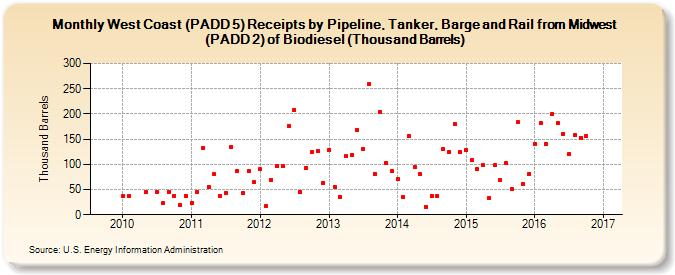 Monthly West Coast (PADD 5) Receipts by Pipeline, Tanker, Barge and Rail from Midwest
(PADD 2) of Biodiesel (Thousand Barrels)
Thousand Barrels
300
250
200
150
100
50
0
2010 2011 2012 2013 2014 2015 2016 2017
Source: U.S. Energy Information Administration